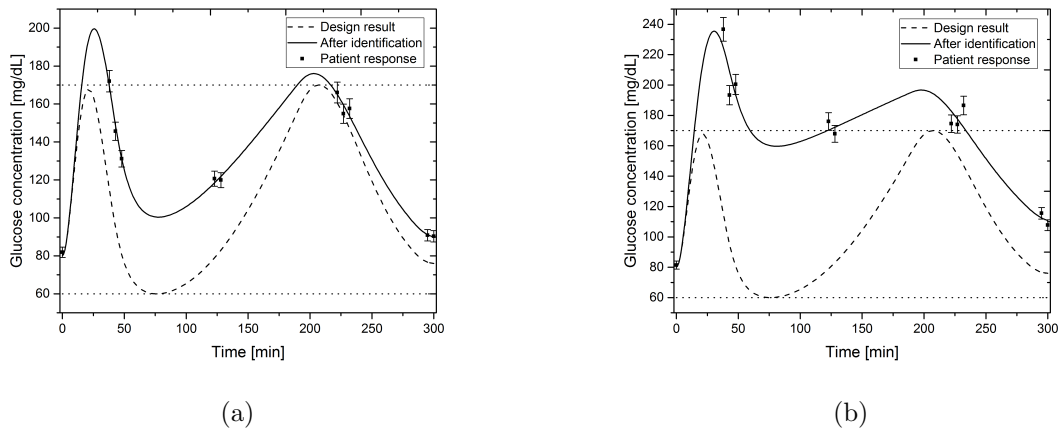 Design result
After identification
Patient response
200
180
160
140
120
100
80
60
0 50 100 150 200 250 300
Glucose concentration [mg/dL]
Time [min]
(a)
Design result
After identification
Patient response
240
220
200
180
160
140
120
100
80
60
0 50 100 150 200 250 300
Glucose concentration [mg/dL]
Time [min]
(b)